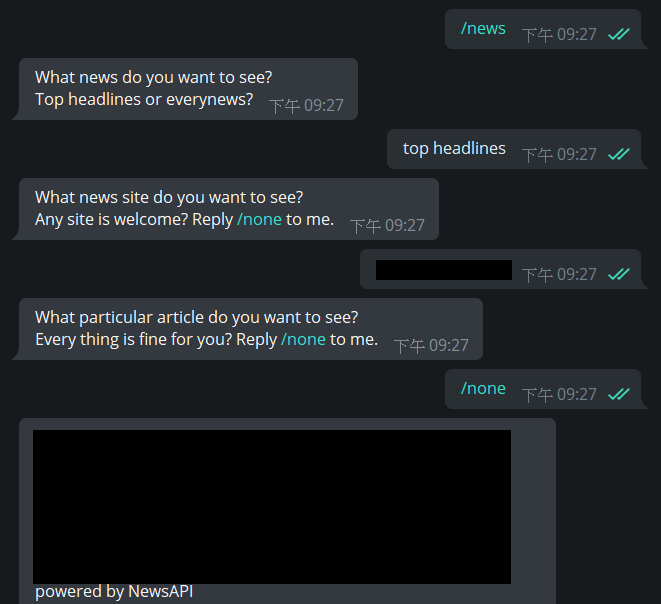 /news 下午 09:27
What news do you want to see?
Top headlines or everynews? 下午 09:27
top headlines 下午 09:27
What news site do you want to see?
Any site is welcome? Reply /none to me. 下午 09:27
下午 09:27
What particular article do you want to see?
Every thing is fine for you? Reply /none to me. 下午 09:27
/none 下午 09:27
powered by NewsAPI